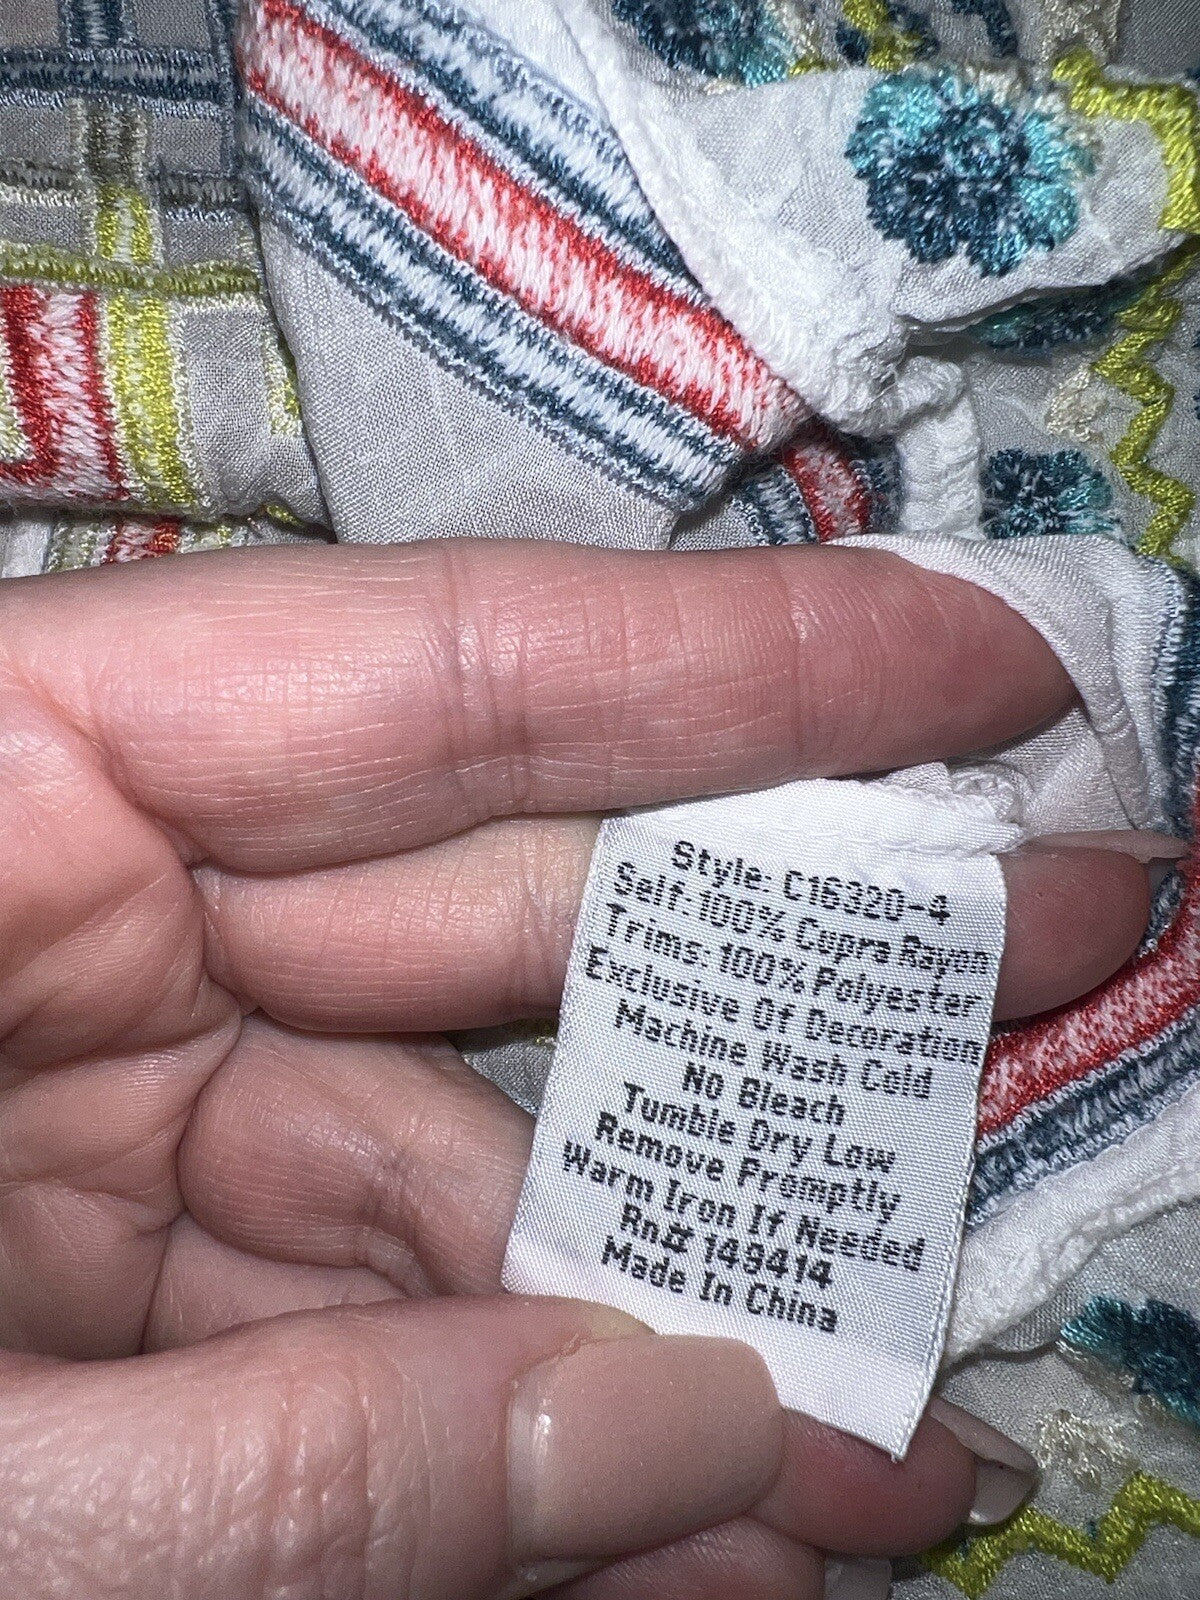 Style: C16320-4
Self: 100% Cupra Rayon
Trims: 100% Polyester
Exclusive Of Decoration
Machine Wash Cold
No Bleach
Tumble Dry Low
Remove Promptly
Warm Iron If Needed
Rn# 149414
Made In China